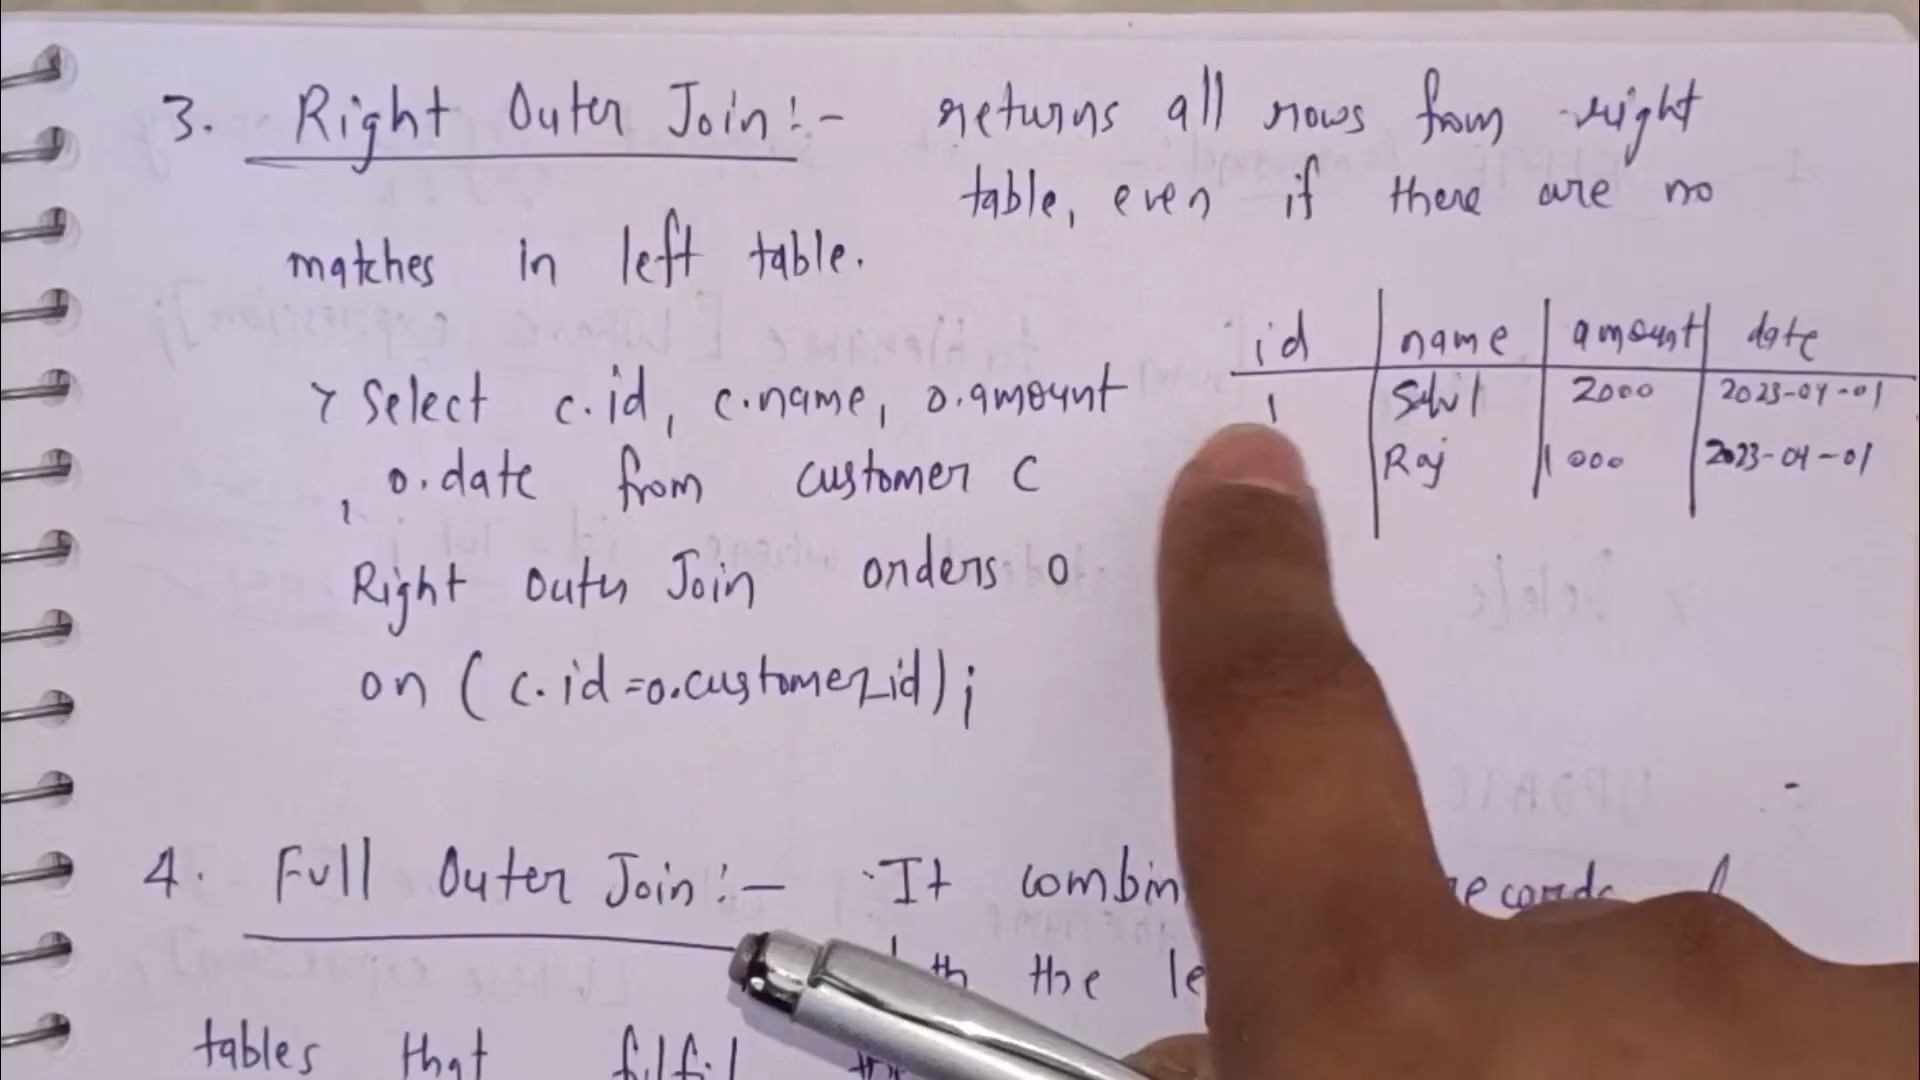 3. Right Outer Join :- returns all rows from right
table, even if there are no
matches in left table.
> Select c.id, c.name, o.amount
, o.date from customer c
Right Outer Join orders o
on (c.id=o.customer_id);
id name amount date
1 Sahil 2000 2023-04-01
Raj 1000 2023-04-01
4. Full Outer Join :- It
the
tables that fulfil